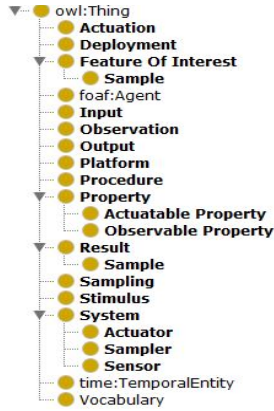 owl:Thing
Actuation
Deployment
Feature Of Interest
Sample
foaf:Agent
Input
Observation
Output
Platform
Procedure
Property
Actuatable Property
Observable Property
Result
Sample
Sampling
Stimulus
System
Actuator
Sampler
Sensor
time:TemporalEntity
Vocabulary